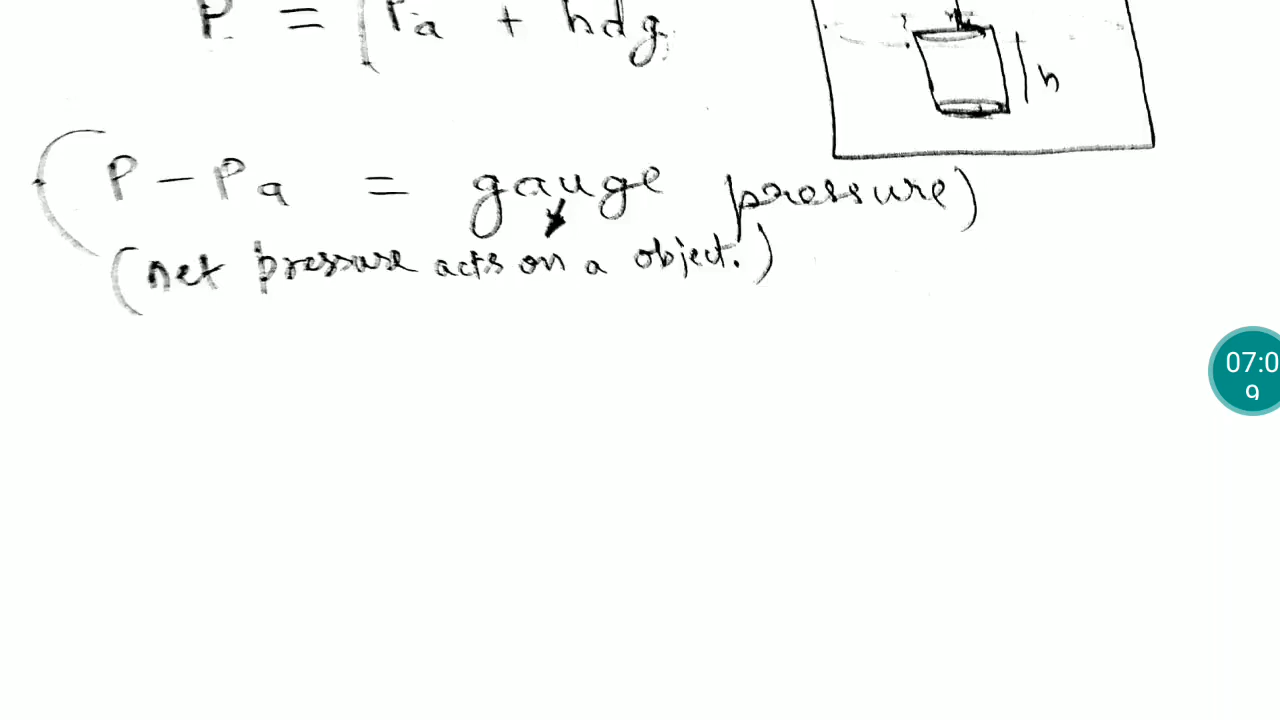 P = Pa + hdg
h
P - Pa = gauge pressure)
(net pressure acts on a object.)
07:0
9